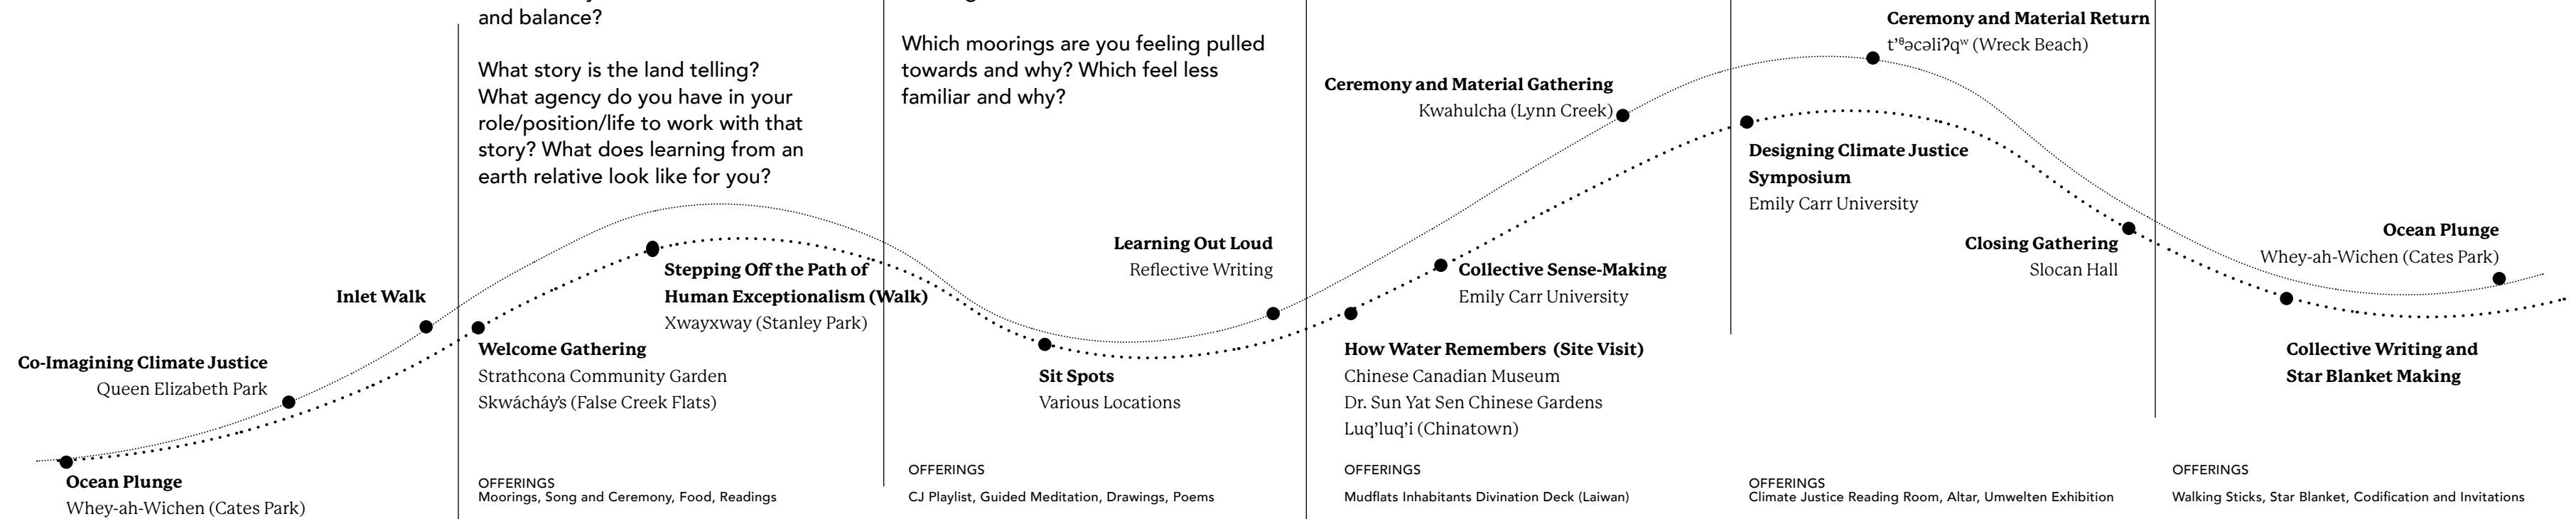 and balance?
What story is the land telling?
What agency do you have in your
role/position/life to work with that
story? What does learning from an
earth relative look like for you?
Which moorings are you feeling pulled
towards and why? Which feel less
familiar and why?
Ocean Plunge
Whey-ah-Wichen (Cates Park)
Co-Imagining Climate Justice
Queen Elizabeth Park
Inlet Walk
Welcome Gathering
Strathcona Community Garden
Skwácháy's (False Creek Flats)
Stepping Off the Path of
Human Exceptionalism (Walk)
Xwayxway (Stanley Park)
OFFERINGS
Moorings, Song and Ceremony, Food, Readings
Sit Spots
Various Locations
Learning Out Loud
Reflective Writing
OFFERINGS
CJ Playlist, Guided Meditation, Drawings, Poems
How Water Remembers (Site Visit)
Chinese Canadian Museum
Dr. Sun Yat Sen Chinese Gardens
Luq'luq'i (Chinatown)
Collective Sense-Making
Emily Carr University
Ceremony and Material Gathering
Kwahulcha (Lynn Creek)
OFFERINGS
Mudflats Inhabitants Divination Deck (Laiwan)
Designing Climate Justice
Symposium
Emily Carr University
Ceremony and Material Return
t'ᶿəcəliʔqʷ (Wreck Beach)
Closing Gathering
Slocan Hall
OFFERINGS
Climate Justice Reading Room, Altar, Umwelten Exhibition
Collective Writing and
Star Blanket Making
Ocean Plunge
Whey-ah-Wichen (Cates Park)
OFFERINGS
Walking Sticks, Star Blanket, Codification and Invitations